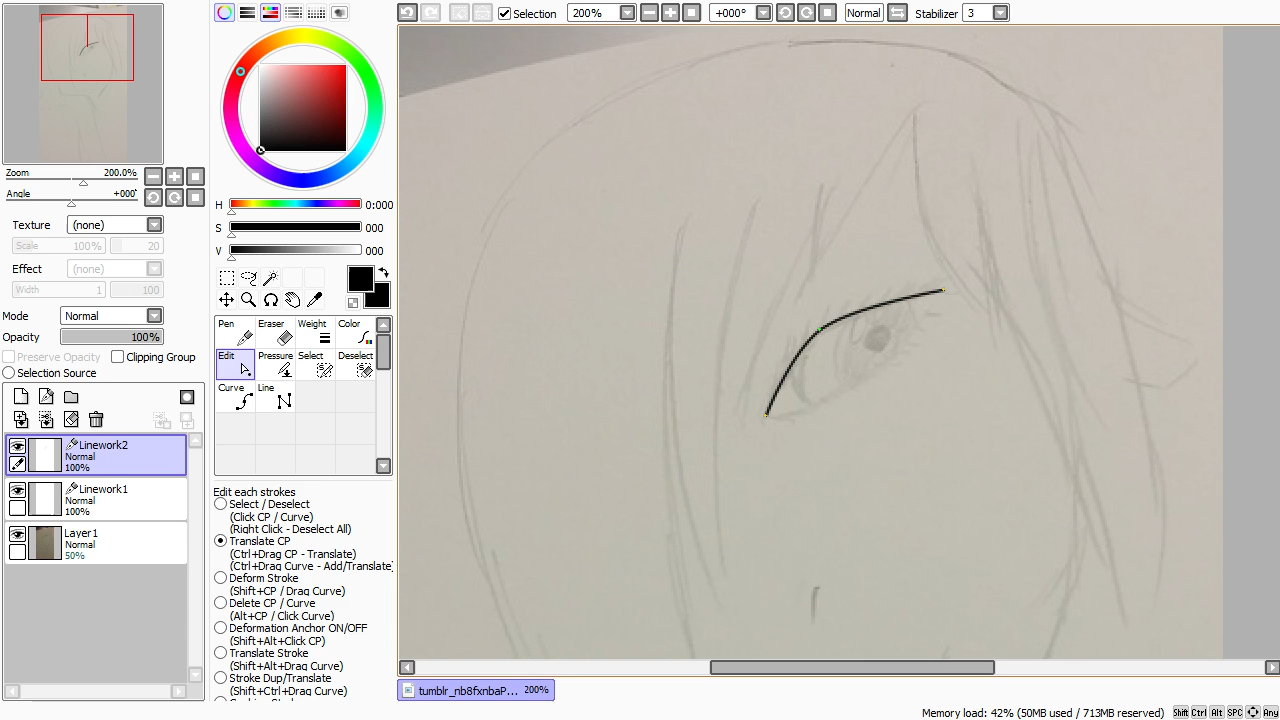 Selection
200%
+000°
Normal
Stabilizer:
3
Zoom
200.0%
Angle
+000°
Texture
(none)
Scale
100%
20
Effect
(none)
Width
1
100
Mode
Normal
Opacity
100%
Preserve Opacity
Clipping Group
Selection Source
Linework2
Normal
100%
Linework1
Normal
100%
Layer1
Normal
50%
H
0:000
S
000
V
000
Pen
Eraser
Weight
Color
Edit
Pressure
Select
Deselect
Curve
Line
Edit each strokes
Select / Deselect
(Click CP / Curve)
(Right Click - Deselect All)
Translate CP
(Ctrl+Drag CP - Translate)
(Ctrl+Drag Curve - Add/Translate)
Deform Stroke
(Shift+CP / Drag Curve)
Delete CP / Curve
(Alt+CP / Click Curve)
Deformation Anchor ON/OFF
(Shift+Alt+Click CP)
Translate Stroke
(Shift+Alt+Drag Curve)
Stroke Dup/Translate
(Shift+Ctrl+Drag Curve)
tumblr_nb8fxnbaP...
200%
Memory load: 42% (50MB used / 713MB reserved)
Shift Ctrl Alt SPC Any